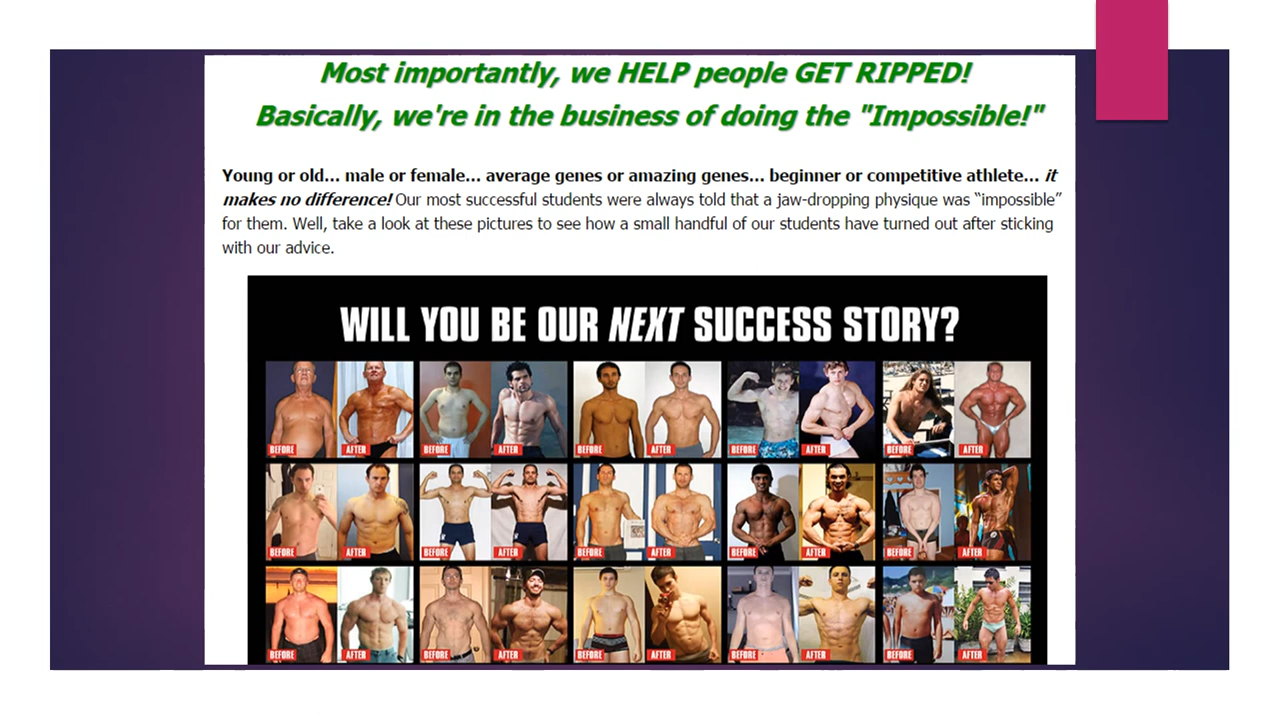 Most importantly, we HELP people GET RIPPED!
Basically, we're in the business of doing the "Impossible!"
Young or old... male or female... average genes or amazing genes... beginner or competitive athlete... it
makes no difference! Our most successful students were always told that a jaw-dropping physique was “impossible”
for them. Well, take a look at these pictures to see how a small handful of our students have turned out after sticking
with our advice.
WILL YOU BE OUR NEXT SUCCESS STORY?
BEFORE AFTER BEFORE AFTER BEFORE AFTER BEFORE AFTER BEFORE AFTER
BEFORE AFTER BEFORE AFTER BEFORE AFTER BEFORE AFTER BEFORE AFTER
BEFORE AFTER BEFORE AFTER BEFORE AFTER BEFORE AFTER BEFORE AFTER